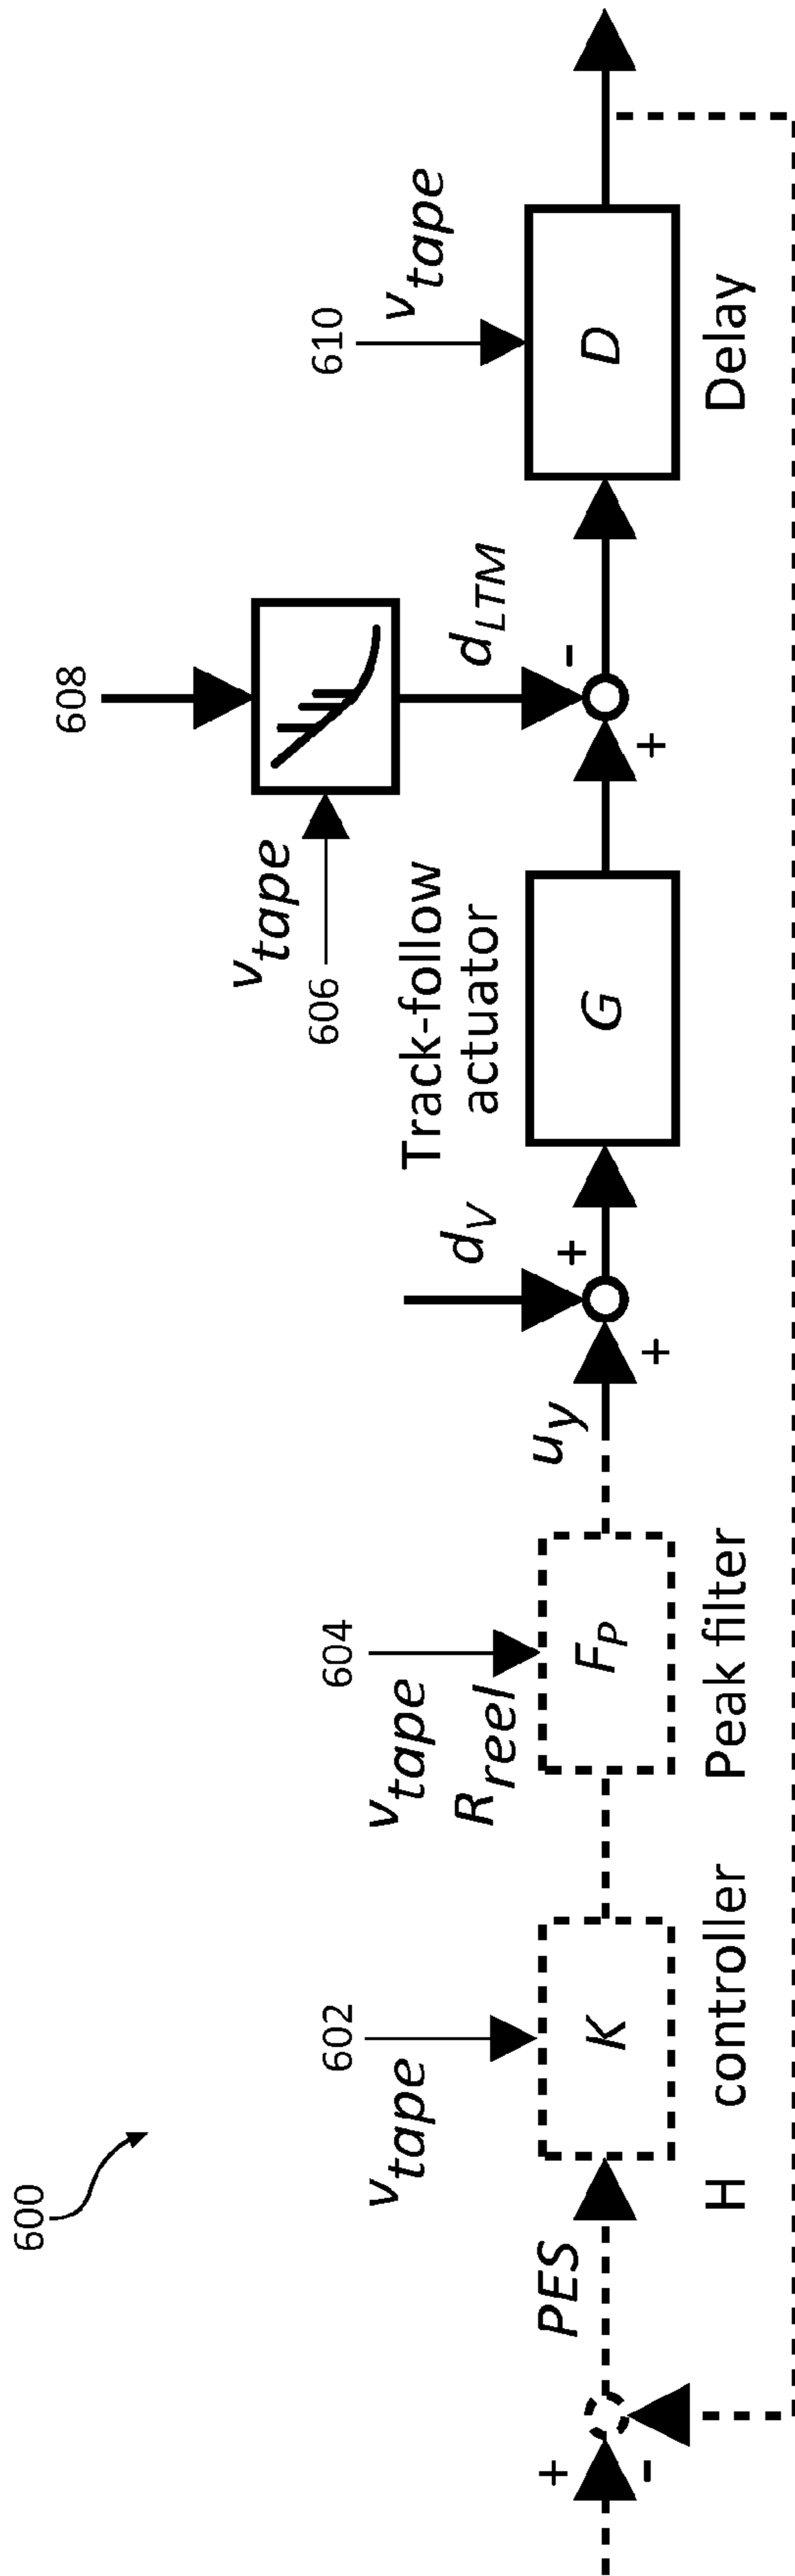 600
+
-
PES
602
v_tape
K
H controller
604
v_tape
R_reel
F_P
Peak filter
u_y
+
d_V
+
Track-follow
actuator
G
v_tape
606
608
+
d_LTM
-
610
v_tape
D
Delay